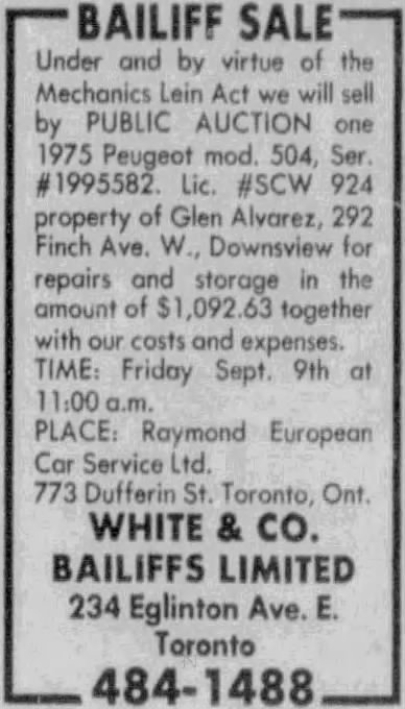 BAILIFF SALE
Under and by virtue of the
Mechanics Lein Act we will sell
by PUBLIC AUCTION one
1975 Peugeot mod. 504, Ser.
#1995582. Lic. #SCW 924
property of Glen Alvarez, 292
Finch Ave. W., Downsview for
repairs and storage in the
amount of $1,092.63 together
with our costs and expenses.
TIME: Friday Sept. 9th at
11:00 a.m.
PLACE: Raymond European
Car Service Ltd.
773 Dufferin St. Toronto, Ont.
WHITE & CO.
BAILIFFS LIMITED
234 Eglinton Ave. E.
Toronto
484-1488